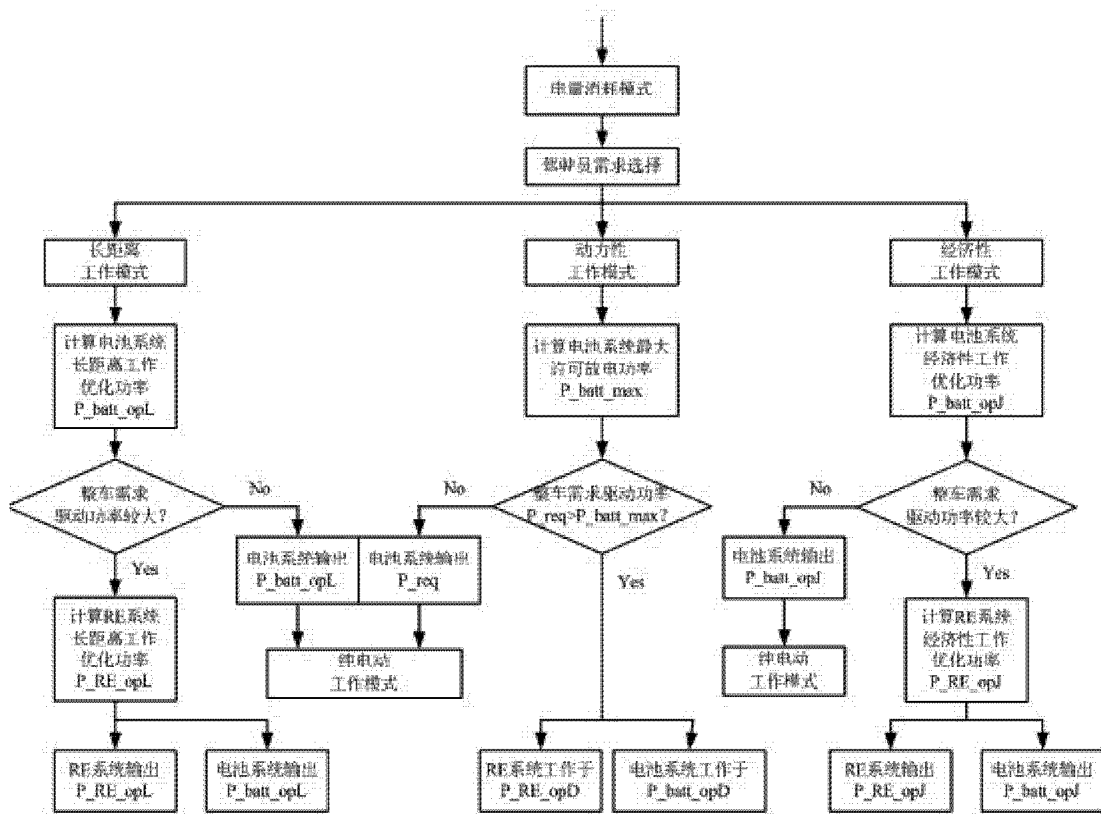 电量消耗模式
驾驶员需求选择
长距离
工作模式
动力性
工作模式
经济性
工作模式
计算电池系统
长距离工作
优化功率
P_batt_opL
计算电池系统最大
许可放电功率
P_batt_max
计算电池系统
经济性工作
优化功率
P_batt_opJ
整车需求
驱动功率较大?
No
No
整车需求驱动功率
P_req>P_batt_max?
No
整车需求
驱动功率较大?
Yes
电池系统输出
P_batt_opL
电池系统输出
P_req
Yes
电池系统输出
P_batt_opJ
Yes
计算RE系统
长距离工作
优化功率
P_RE_opL
纯电动
工作模式
纯电动
工作模式
计算RE系统
经济性工作
优化功率
P_RE_opJ
RE系统输出
P_RE_opL
电池系统输出
P_batt_opL
RE系统工作于
P_RE_opD
电池系统工作于
P_batt_opD
RE系统输出
P_RE_opJ
电池系统输出
P_batt_opJ